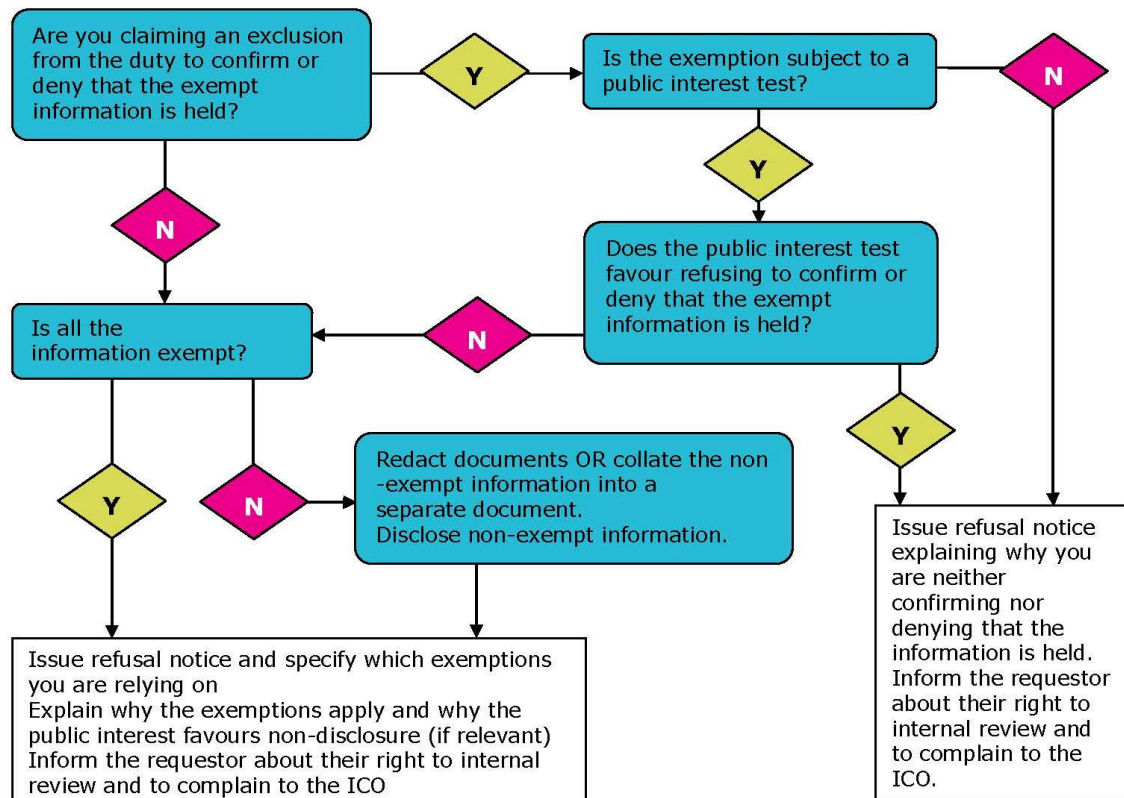 Are you claiming an exclusion
from the duty to confirm or
deny that the exempt
information is held?
Y
Is the exemption subject to a
public interest test?
N
Y
N
Does the public interest test
favour refusing to confirm or
deny that the exempt
information is held?
N
Is all the
information exempt?
Y
Y
N
Redact documents OR collate the non
-exempt information into a
separate document.
Disclose non-exempt information.
Issue refusal notice
explaining why you
are neither
confirming nor
denying that the
information is held.
Inform the requestor
about their right to
internal review and
to complain to the
ICO.
Issue refusal notice and specify which exemptions
you are relying on
Explain why the exemptions apply and why the
public interest favours non-disclosure (if relevant)
Inform the requestor about their right to internal
review and to complain to the ICO